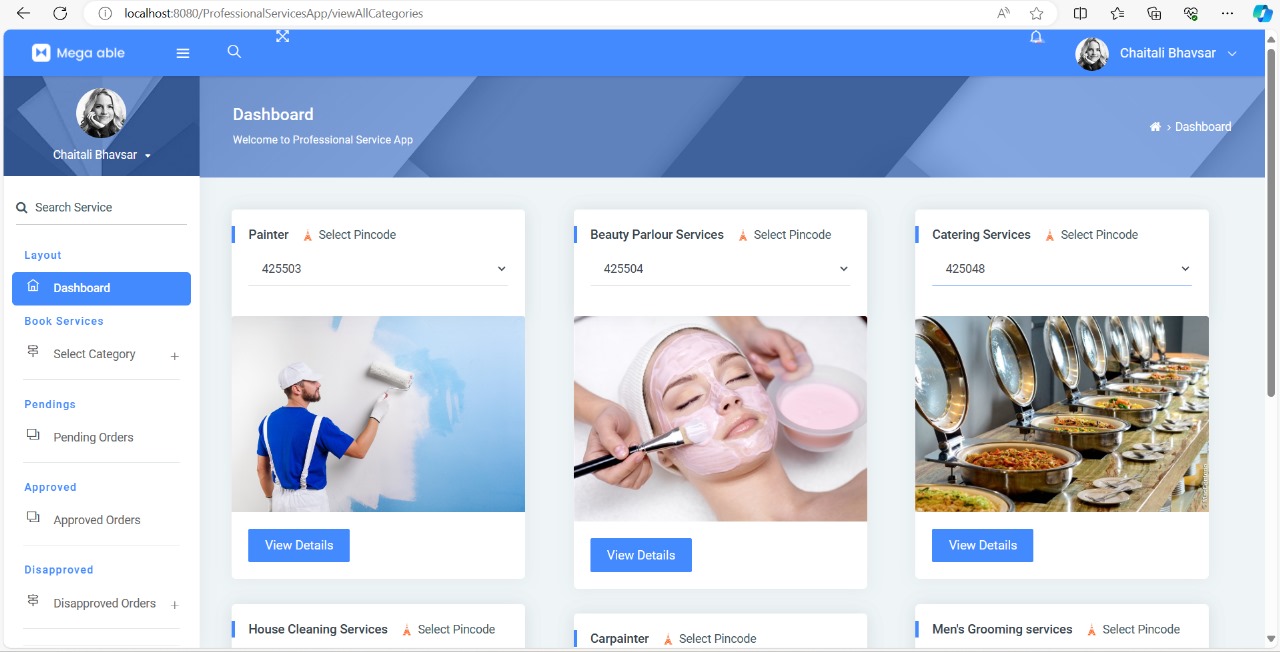 localhost:8080/ProfessionalServicesApp/viewAllCategories
Mega able
Chaitali Bhavsar
Chaitali Bhavsar
Dashboard
Welcome to Professional Service App
› Dashboard
Search Service
Layout
Dashboard
Book Services
Select Category +
Pendings
Pending Orders
Approved
Approved Orders
Disapproved
Disapproved Orders +
Painter Select Pincode
425503
View Details
Beauty Parlour Services Select Pincode
425504
View Details
Catering Services Select Pincode
425048
View Details
House Cleaning Services Select Pincode
Carpainter Select Pincode
Men's Grooming services Select Pincode